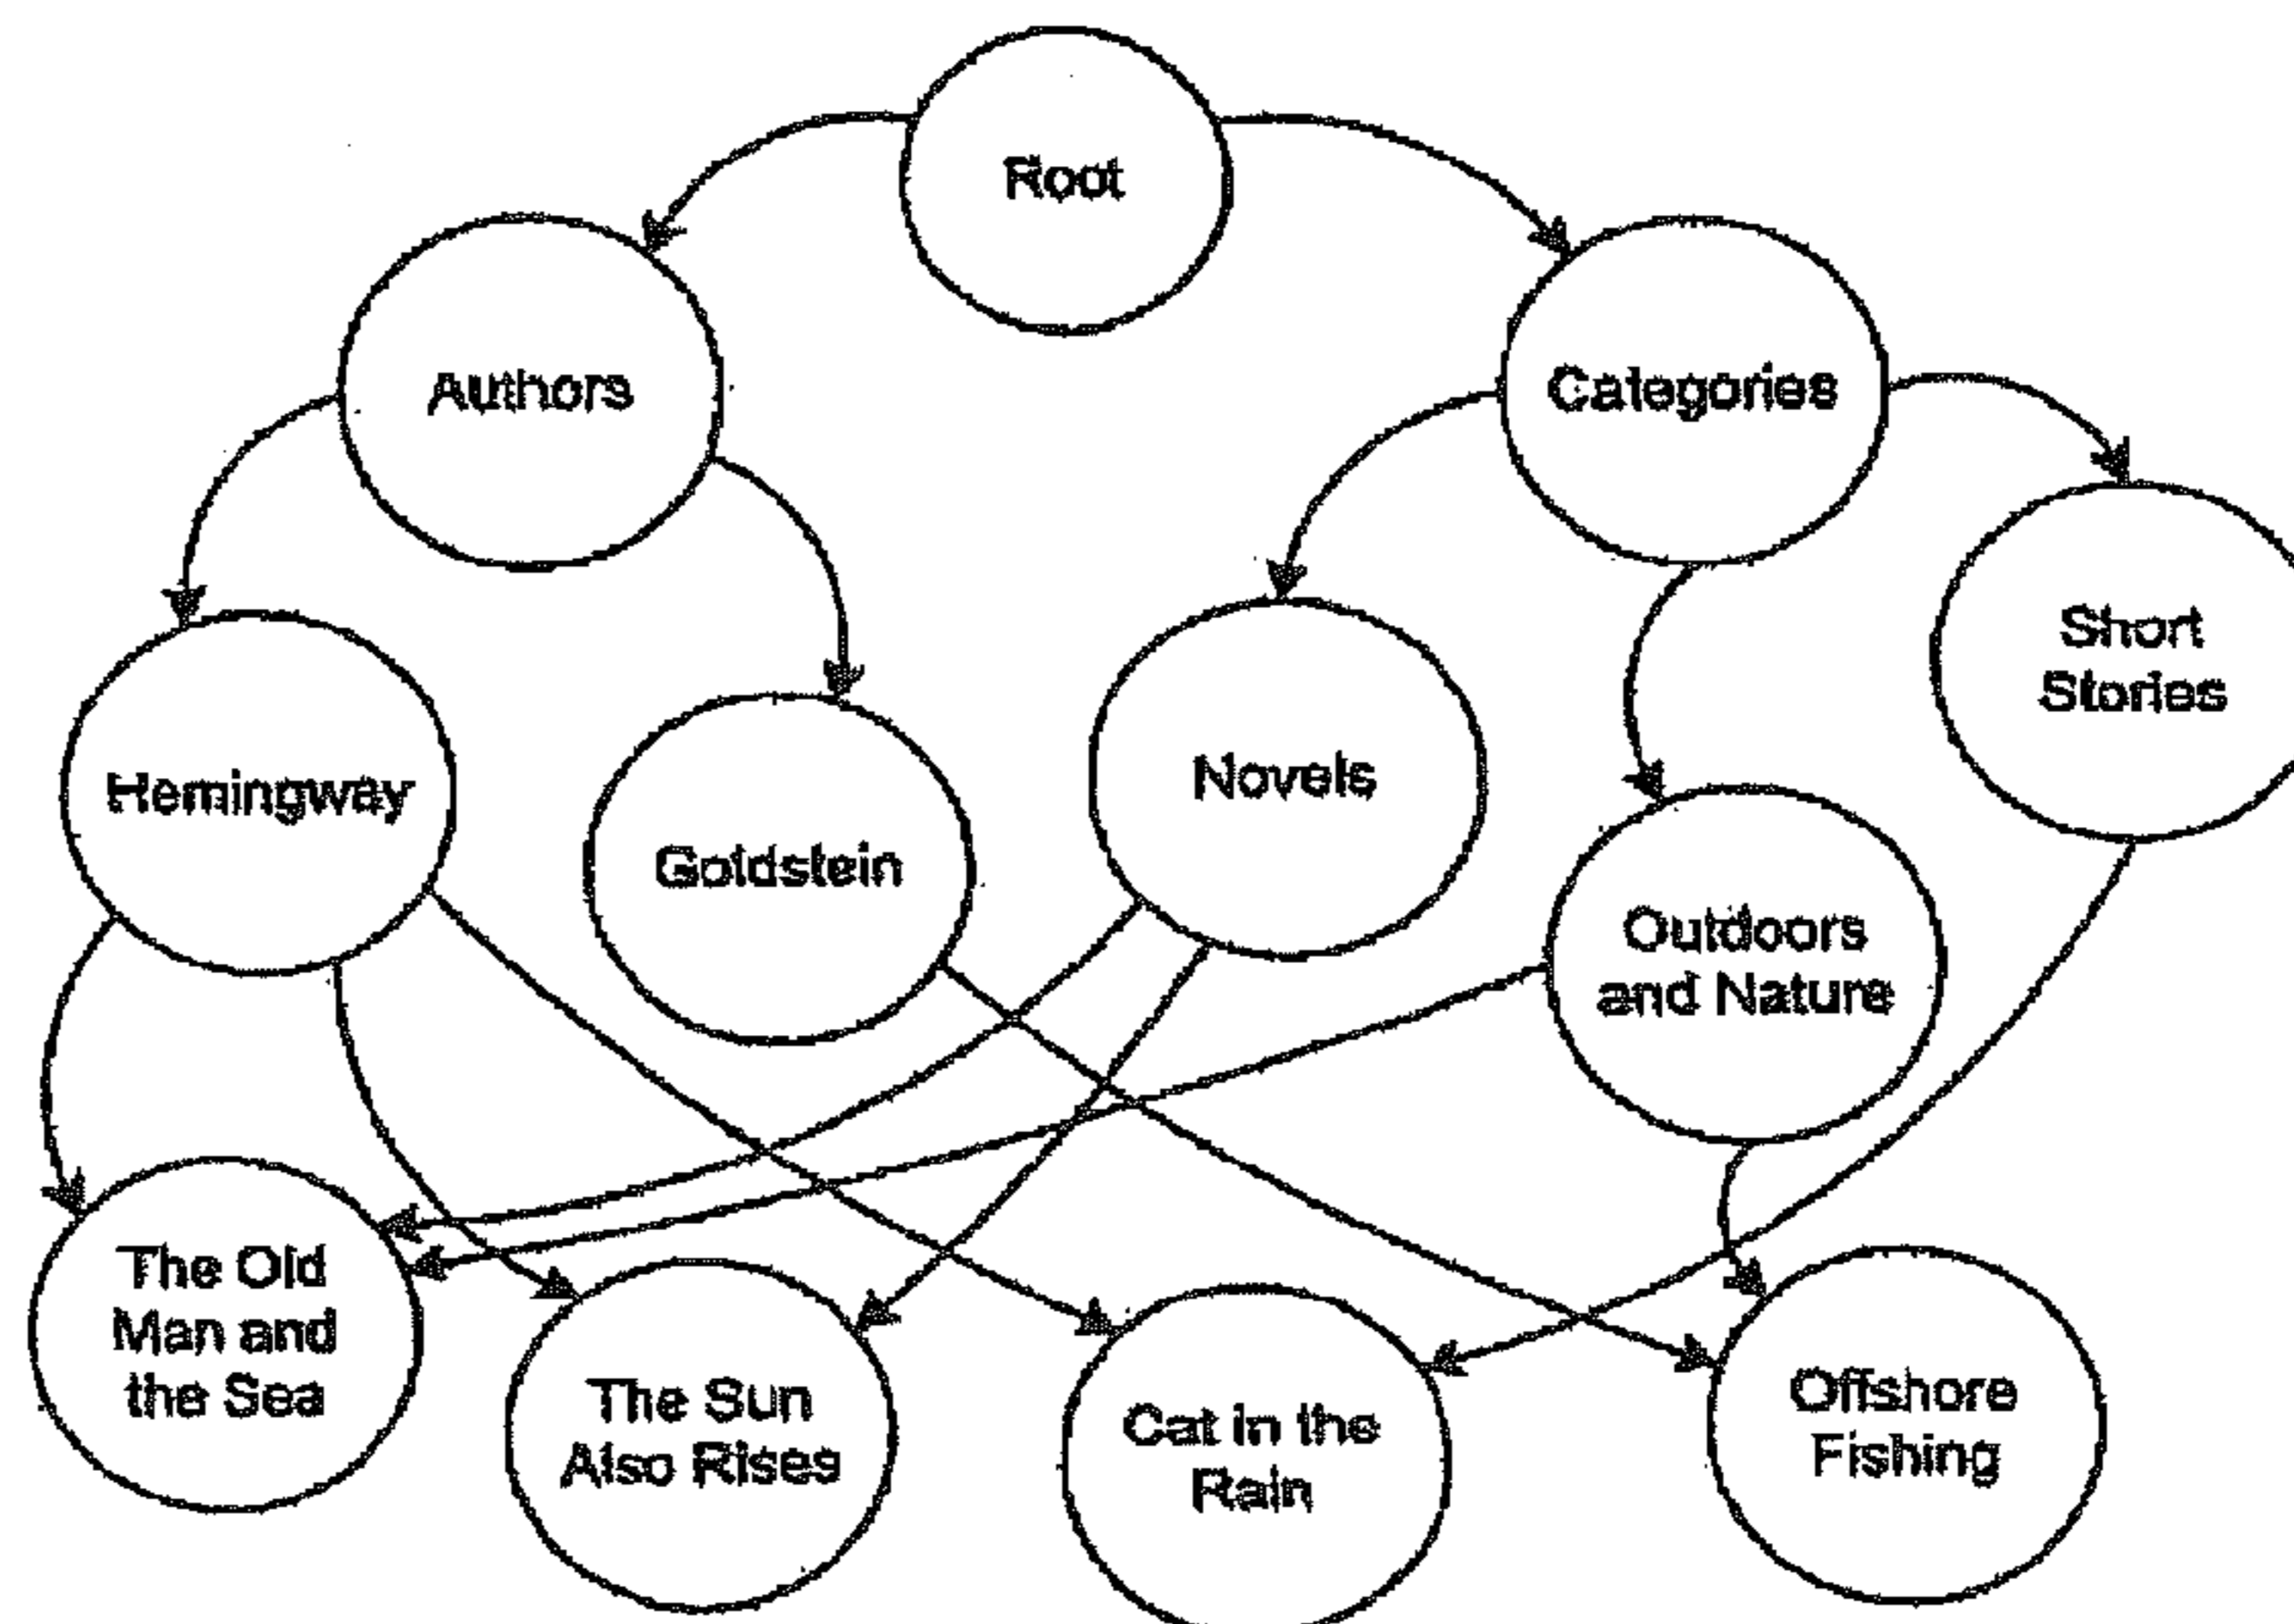 Root
Authors
Categories
Short
Stories
Hemingway
Goldstein
Novels
Outdoors
and Nature
The Old
Man and
the Sea
The Sun
Also Rises
Cat in the
Rain
Offshore
Fishing